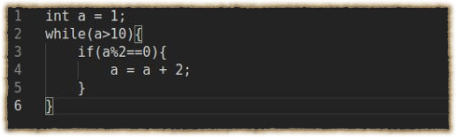 1 int a = 1;
2 while(a>10){
3     if(a%2==0){
4         a = a + 2;
5     }
6 }